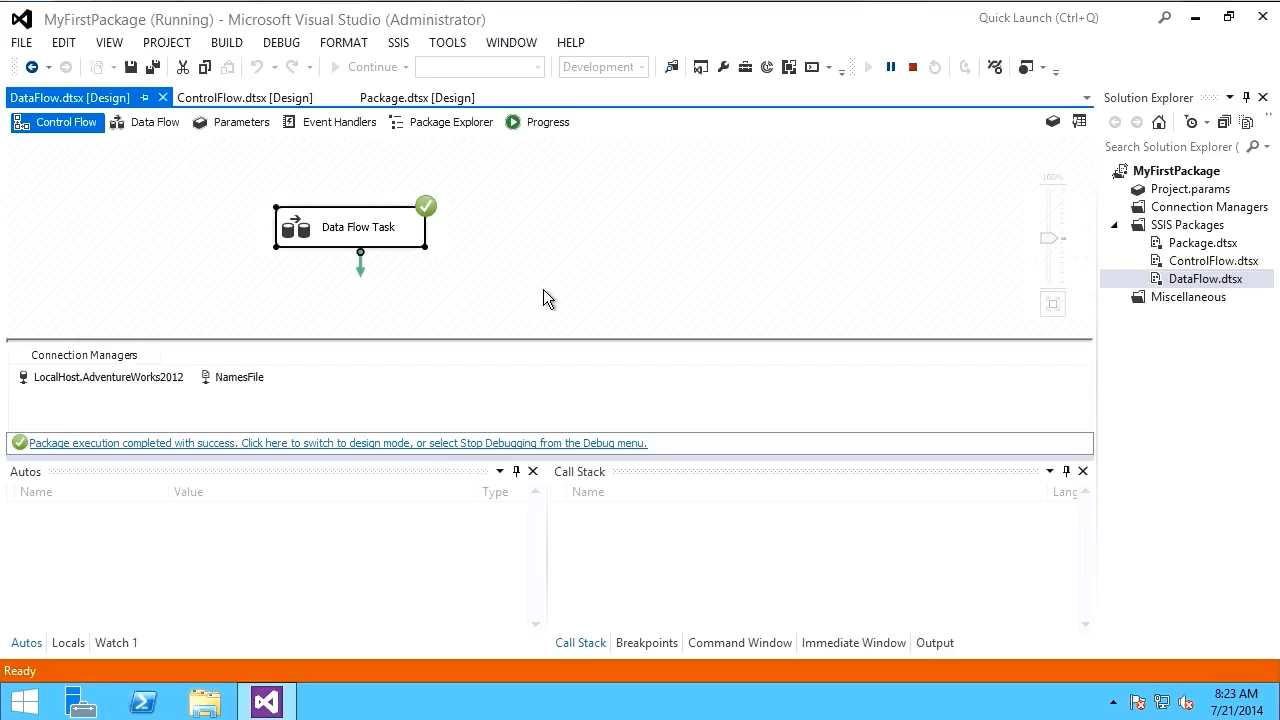 MyFirstPackage (Running) - Microsoft Visual Studio (Administrator)
Quick Launch (Ctrl+Q)
FILE EDIT VIEW PROJECT BUILD DEBUG FORMAT SSIS TOOLS WINDOW HELP
Continue
Development
DataFlow.dtsx [Design] ControlFlow.dtsx [Design] Package.dtsx [Design]
Control Flow Data Flow Parameters Event Handlers Package Explorer Progress
100%
Data Flow Task
Connection Managers
LocalHost.AdventureWorks2012 NamesFile
Package execution completed with success. Click here to switch to design mode, or select Stop Debugging from the Debug menu.
Autos
Name Value Type
Autos Locals Watch 1
Call Stack
Name Lang
Call Stack Breakpoints Command Window Immediate Window Output
Solution Explorer
Search Solution Explorer (
MyFirstPackage
Project.params
Connection Managers
SSIS Packages
Package.dtsx
ControlFlow.dtsx
DataFlow.dtsx
Miscellaneous
Ready
8:23 AM
7/21/2014